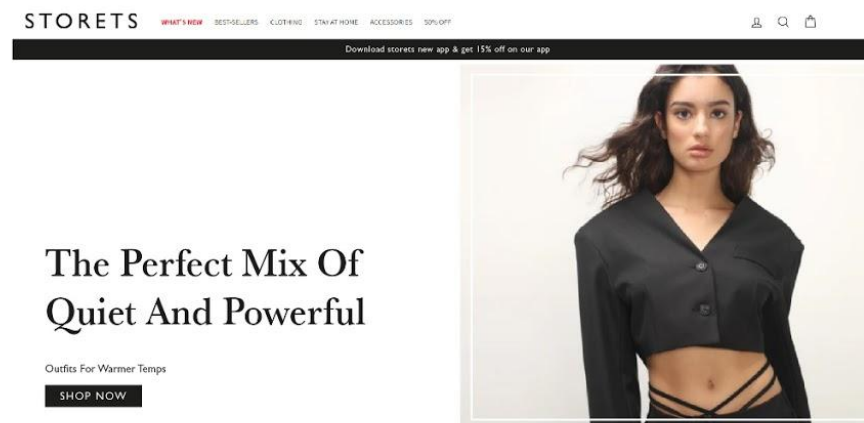 STORETS
WHAT'S NEW BEST-SELLERS CLOTHING STAY AT HOME ACCESSORIES 50% OFF
Download storets new app & get 15% off on our app
The Perfect Mix Of
Quiet And Powerful
Outfits For Warmer Temps
SHOP NOW